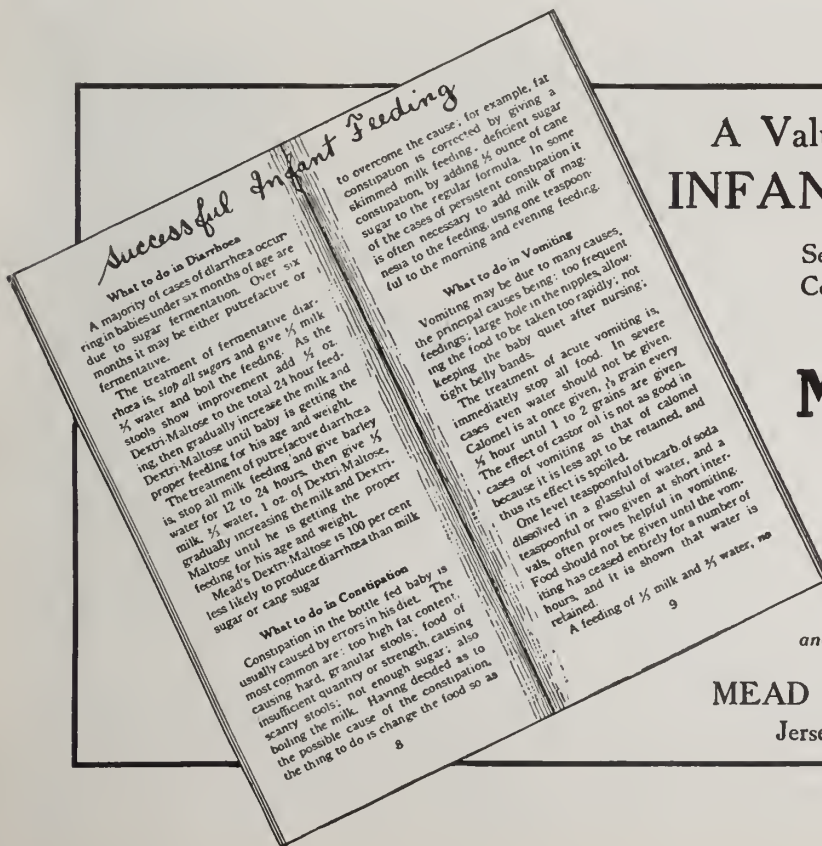 Successful Infant Feeding
What to do in Diarrhoea
A majority of cases of diarrhœa occur-
ring in babies under six months of age are
due to sugar fermentation. Over six
months it may be either putrefactive or
fermentative.
The treatment of fermentative diar-
rhœa is, stop all sugars and give ⅓ milk
⅔ water and boil the feeding. As the
stools show improvement add ½ oz.
Dextri-Maltose to the total 24 hour feed-
ing, then gradually increase the milk and
Dextri-Maltose until baby is getting the
proper feeding for his age and weight.
The treatment of putrefactive diarrhœa
is, stop all milk feeding and give barley
water for 12 to 24 hours, then give ⅓
milk, ⅔ water, 1 oz. of Dextri-Maltose,
gradually increasing the milk and Dextri-
Maltose until he is getting the proper
feeding for his age and weight.
Mead's Dextri-Maltose is 100 per cent
less likely to produce diarrhœa than milk
sugar or cane sugar
What to do in Constipation
Constipation in the bottle fed baby is
usually caused by errors in his diet. The
most common are: too high fat content,
causing hard, granular stools; food of
insufficient quantity or strength, causing
scanty stools; not enough sugar; also
boiling the milk. Having decided as to
the possible cause of the constipation,
the thing to do is change the food so as
8
to overcome the cause; for example, fat
constipation is corrected by giving a
skimmed milk feeding; deficient sugar
constipation, by adding ½ ounce of cane
sugar to the regular formula. In some
of the cases of persistent constipation it
is often necessary to add milk of mag-
nesia to the feeding, using one teaspoon-
ful to the morning and evening feeding.
What to do in Vomiting
Vomiting may be due to many causes,
the principal causes being: too frequent
feedings; large hole in the nipples, allow-
ing the food to be taken too rapidly; not
keeping the baby quiet after nursing;
tight belly bands.
The treatment of acute vomiting is,
immediately stop all food. In severe
cases even water should not be given.
Calomel is at once given, grain every
½ hour until 1 to 2 grains are given.
The effect of castor oil is not as good in
cases of vomiting as that of calomel
because it is less apt to be retained, and
thus its effect is spoiled.
One level teaspoonful of bicarb. of soda
dissolved in a glassful of water, and a
teaspoonful or two given at short inter-
vals, often proves helpful in vomiting.
Food should not be given until the vom-
iting has ceased entirely for a number of
hours, and it is shown that water is
retained.
A feeding of ⅓ milk and ⅔ water, no
9
A Val
INFAN
Se
Co
M
an
MEAD
Jerse